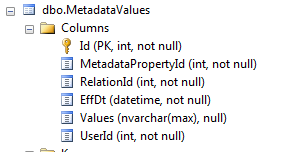 dbo.MetadataValues
Columns
Id (PK, int, not null)
MetadataPropertyId (int, not null)
RelationId (int, not null)
EffDt (datetime, not null)
Values (nvarchar(max), null)
UserId (int, not null)